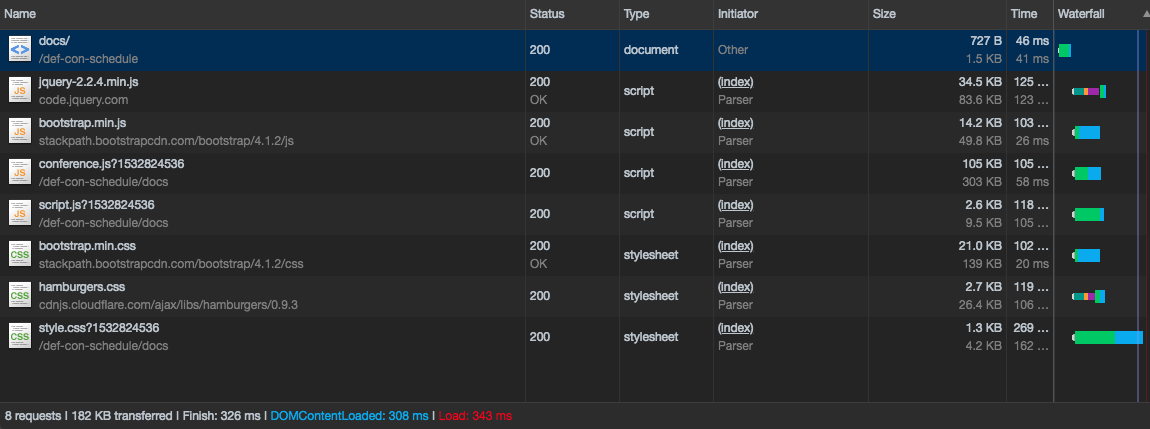 Name Status Type Initiator Size Time Waterfall
docs/ 727 B 46 ms
200 document Other
/def-con-schedule 1.5 KB 41 ms
jquery-2.2.4.min.js 200 (index) 34.5 KB 125 ...
JS script
code.jquery.com OK Parser 83.6 KB 123 ...
bootstrap.min.js 200 (index) 14.2 KB 103 ...
JS script
stackpath.bootstrapcdn.com/bootstrap/4.1.2/js OK Parser 49.8 KB 26 ms
conference.js?1532824536 (index) 105 KB 105 ...
JS 200 script
/def-con-schedule/docs Parser 303 KB 58 ms
script.js?1532824536 (index) 2.6 KB 118 ...
JS 200 script
/def-con-schedule/docs Parser 9.5 KB 105 ...
bootstrap.min.css 200 (index) 21.0 KB 102 ...
CSS stylesheet
stackpath.bootstrapcdn.com/bootstrap/4.1.2/css OK Parser 139 KB 20 ms
hamburgers.css (index) 2.7 KB 119 ...
CSS 200 stylesheet
cdnjs.cloudflare.com/ajax/libs/hamburgers/0.9.3 Parser 26.4 KB 106 ...
style.css?1532824536 (index) 1.3 KB 269 ...
CSS 200 stylesheet
/def-con-schedule/docs Parser 4.2 KB 162 ...
8 requests | 182 KB transferred | Finish: 326 ms | DOMContentLoaded: 308 ms | Load: 343 ms